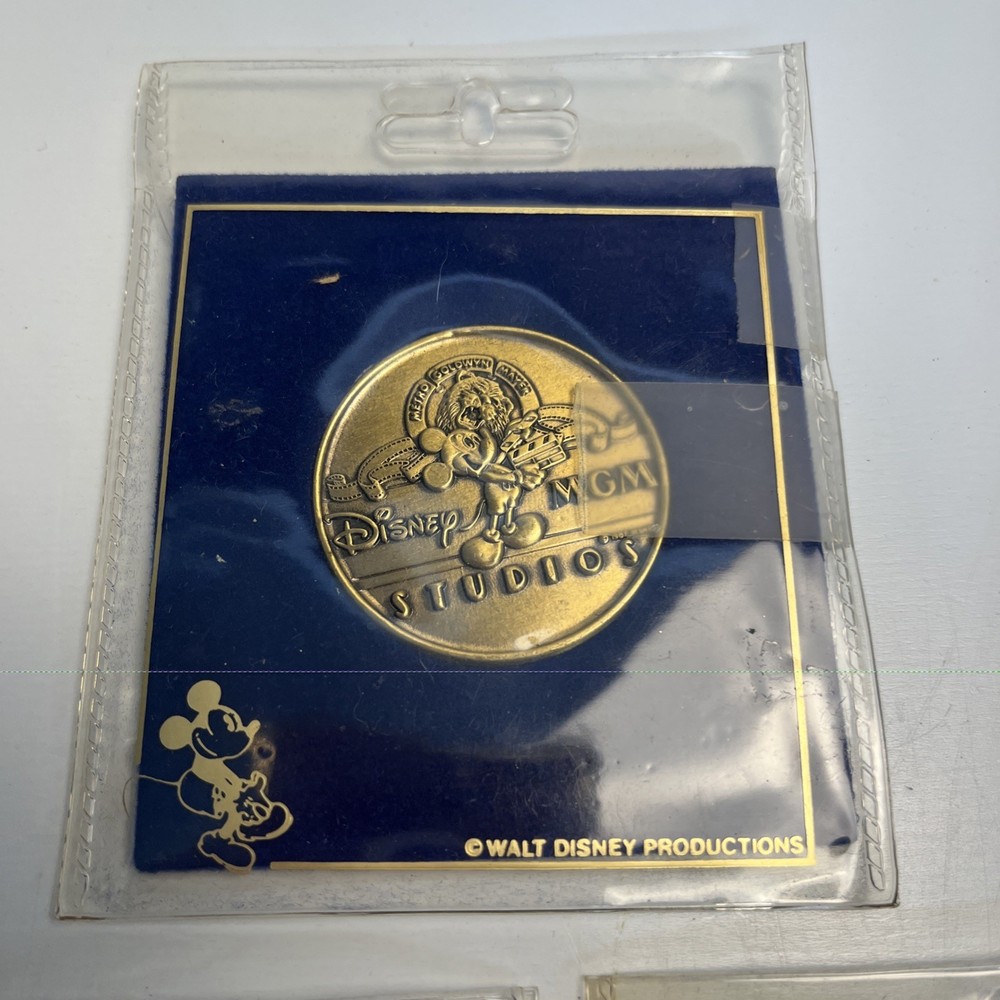 METRO GOLDWYN MAYER
Disney MGM
STUDIOS
© WALT DISNEY PRODUCTIONS